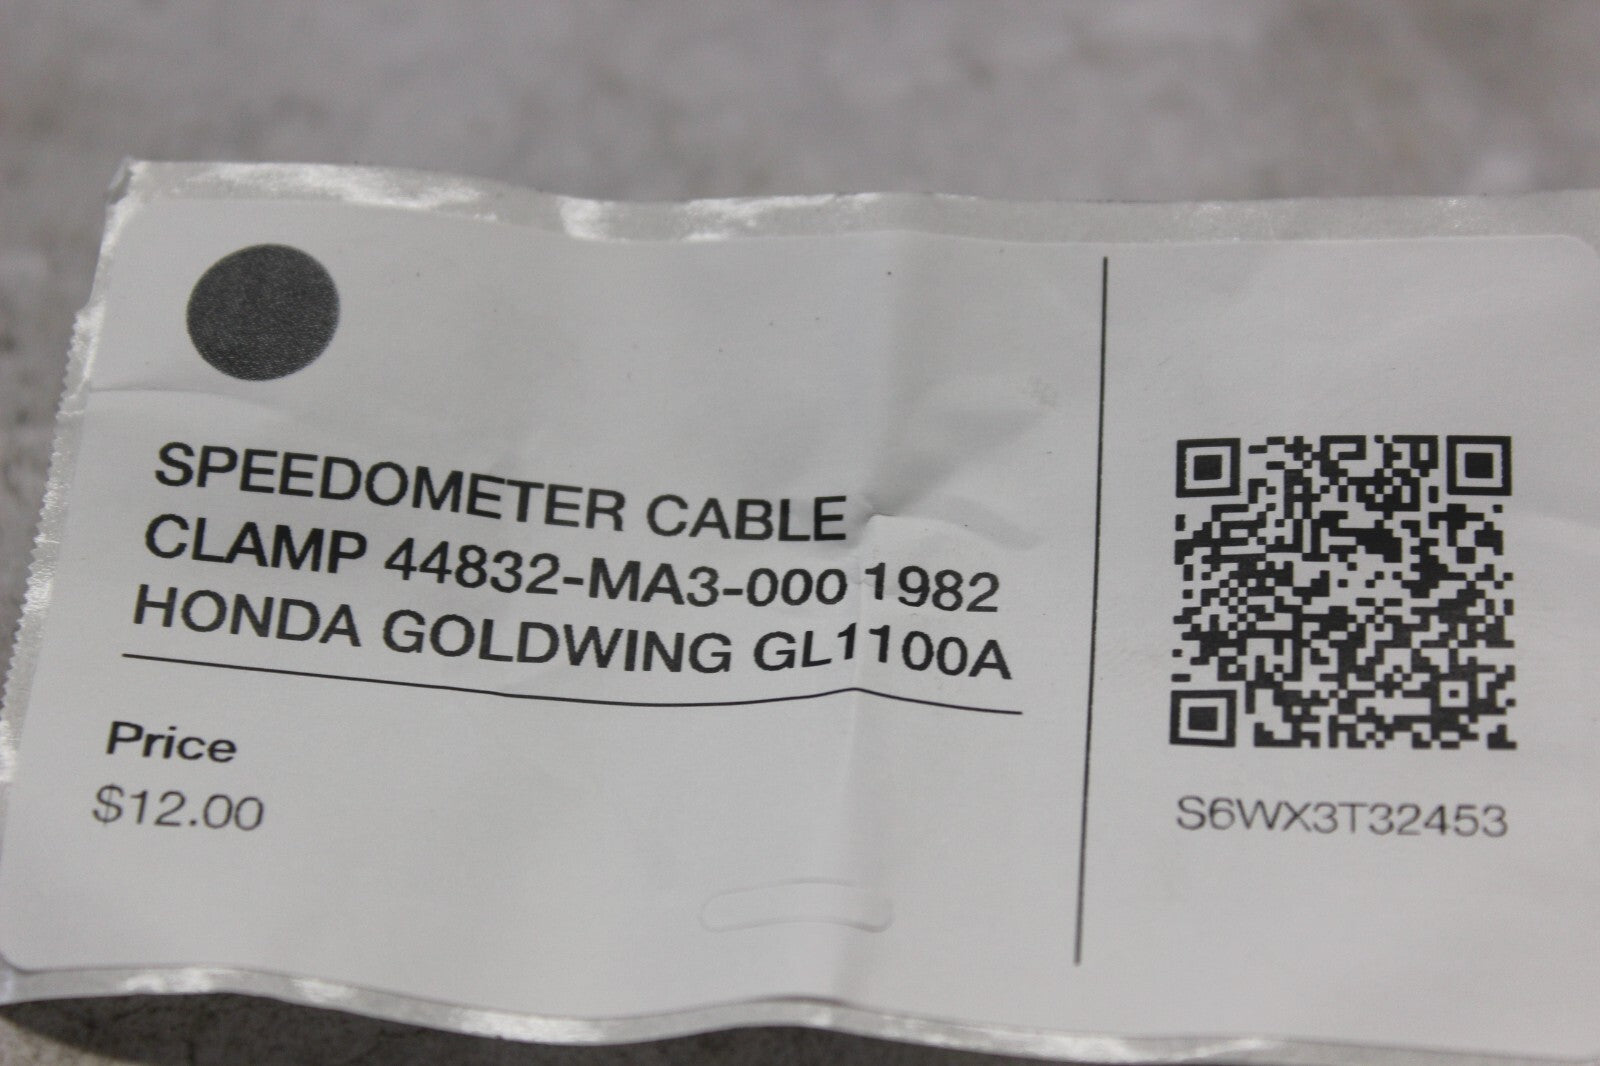 SPEEDOMETER CABLE
CLAMP 44832-MA3-000 1982
HONDA GOLDWING GL1100A
Price
$12.00
S6WX3T32453